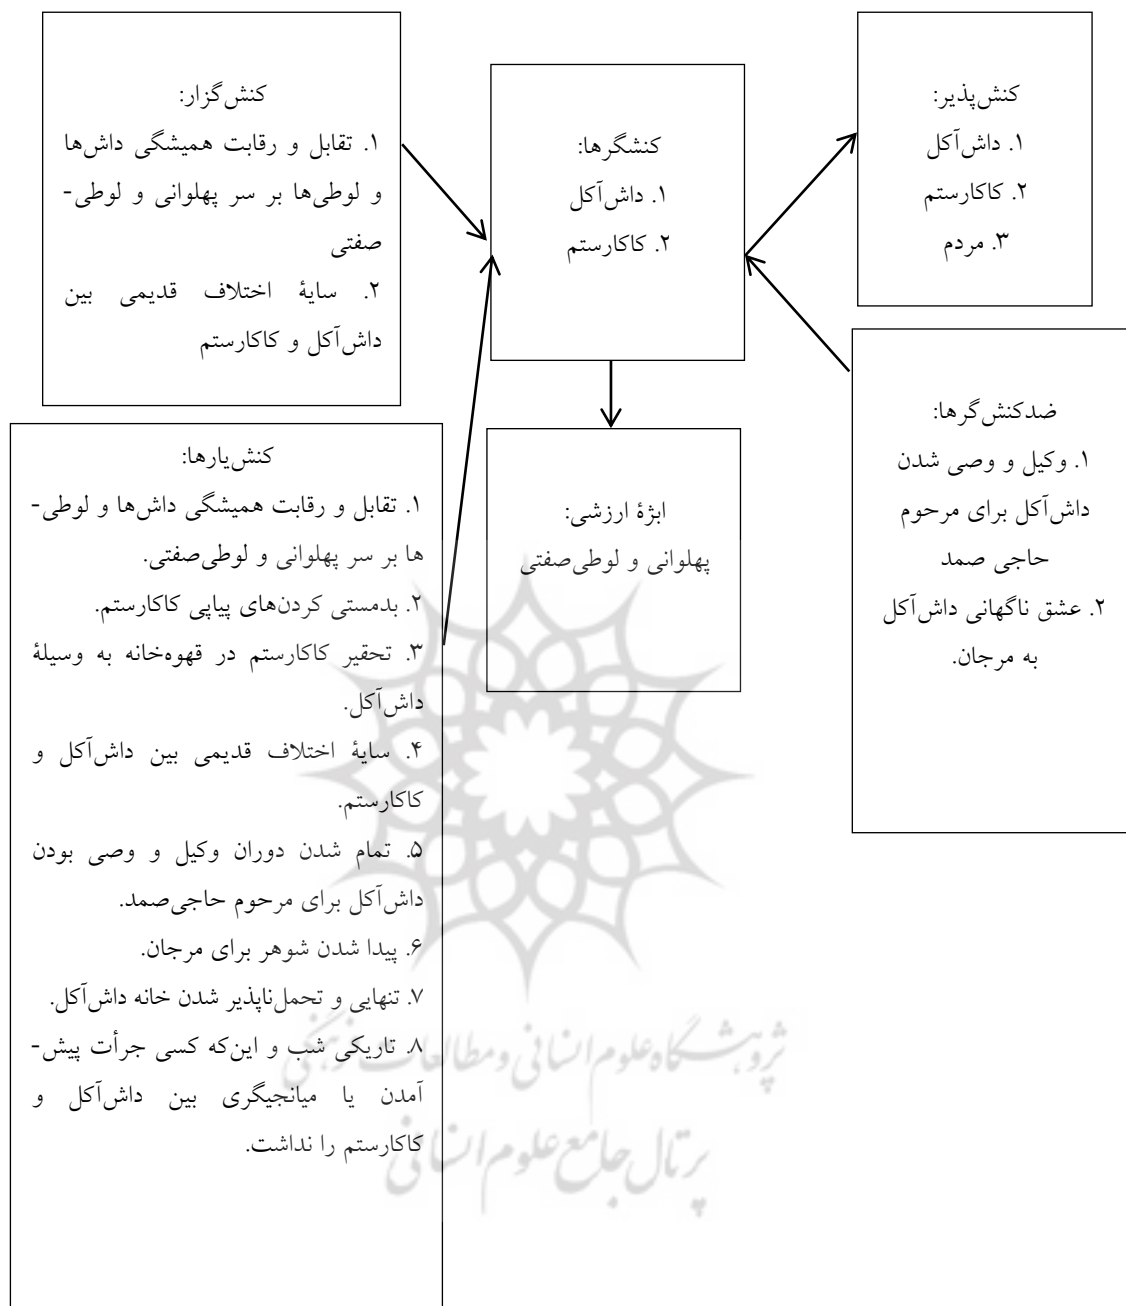 کنش‌گزار:
۱. تقابل و رقابت همیشگی داش‌ها
و لوطی‌ها بر سر پهلوانی و لوطی-
صفتی
۲. سایۀ اختلاف قدیمی بین
داش‌آکل و کاکارستم
کنشگرها:
۱. داش‌آکل
۲. کاکارستم
کنش‌پذیر:
۱. داش‌آکل
۲. کاکارستم
۳. مردم
ضدکنش‌گرها:
۱. وکیل و وصی شدن
داش‌آکل برای مرحوم
حاجی صمد
۲. عشق ناگهانی داش‌آکل
به مرجان.
ابژۀ ارزشی:
پهلوانی و لوطی‌صفتی
کنش‌یارها:
۱. تقابل و رقابت همیشگی داش‌ها و لوطی-
ها بر سر پهلوانی و لوطی‌صفتی.
۲. بدمستی کردن‌های پیاپی کاکارستم.
۳. تحقیر کاکارستم در قهوه‌خانه به وسیلۀ
داش‌آکل.
۴. سایۀ اختلاف قدیمی بین داش‌آکل و
کاکارستم.
۵. تمام شدن دوران وکیل و وصی بودن
داش‌آکل برای مرحوم حاجی‌صمد.
۶. پیدا شدن شوهر برای مرجان.
۷. تنهایی و تحمل‌ناپذیر شدن خانه داش‌آکل.
۸. تاریکی شب و این‌که کسی جرأت پیش-
آمدن یا میانجیگری بین داش‌آکل و
کاکارستم را نداشت.
پژوهشگاه علوم انسانی و مطالعات فرهنگی
پرتال جامع علوم انسانی